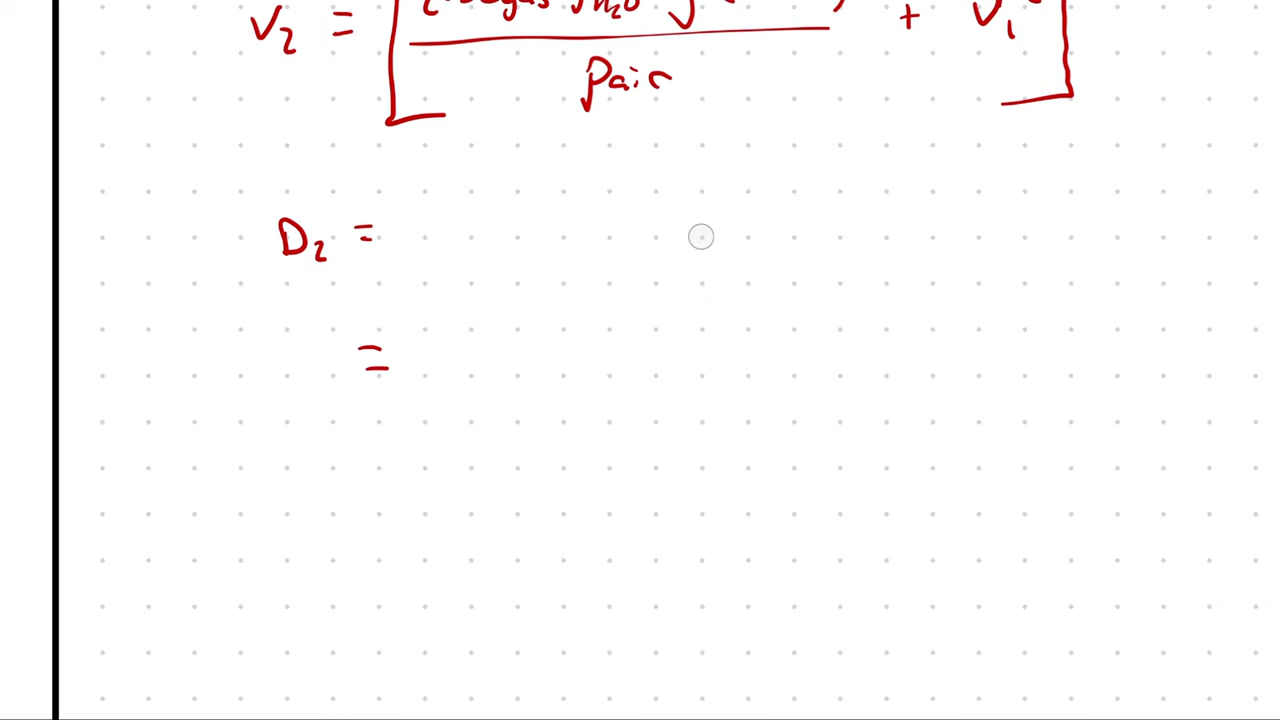 V₂ = [ + V₁ ]
ρair
D₂ =
=